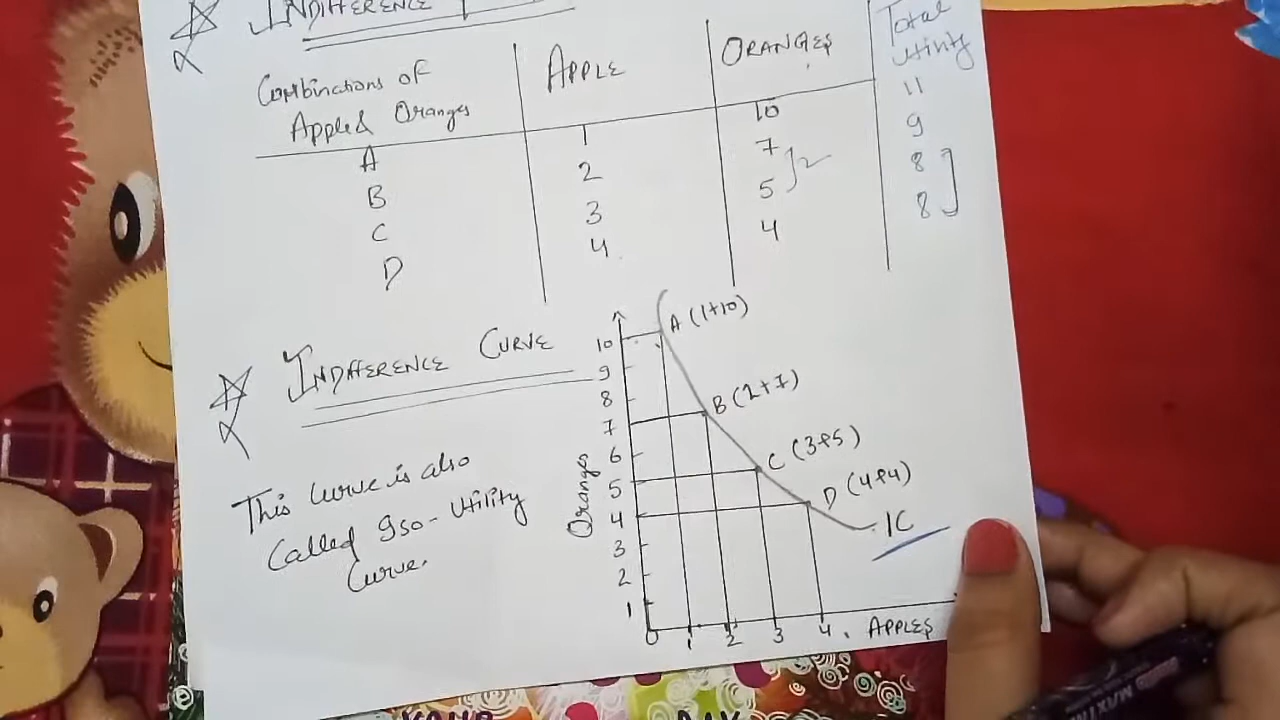 INDIFFERENCE
Combinations of
Apple & Oranges
APPLE
ORANGES
Total
utility
A
1
10
11
B
2
7
9
C
3
5
8
D
4
4
8
2
INDIFFERENCE CURVE
This curve is also
Called Iso-Utility
Curve.
Oranges
10
9
8
7
6
5
4
3
2
1
0
1
2
3
4
APPLES
A (1+10)
B (2+7)
C (3+5)
D (4+4)
IC